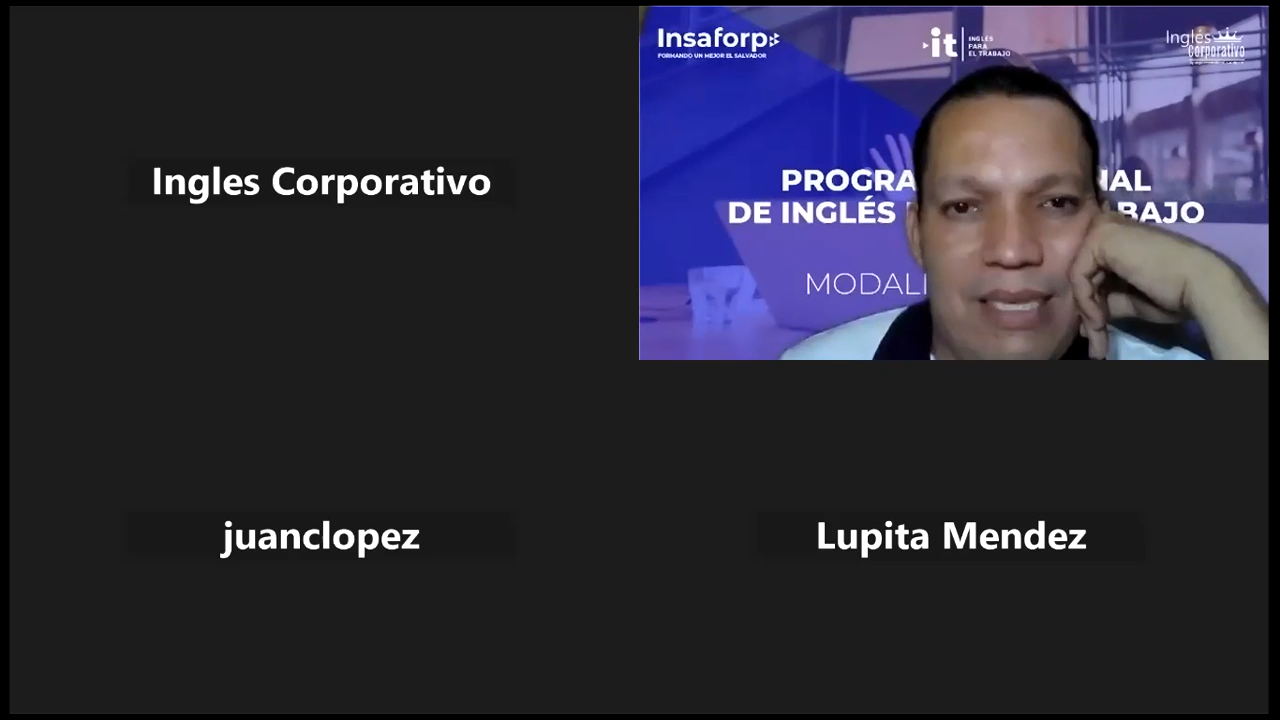 Insaforp
FORMANDO UN MEJOR EL SALVADOR
it
INGLÉS
PARA
EL TRABAJO
Inglés
Corporativo
Ingles Corporativo
PROGRA NAL
DE INGLÉS BAJO
MODALI
juanclopez
Lupita Mendez